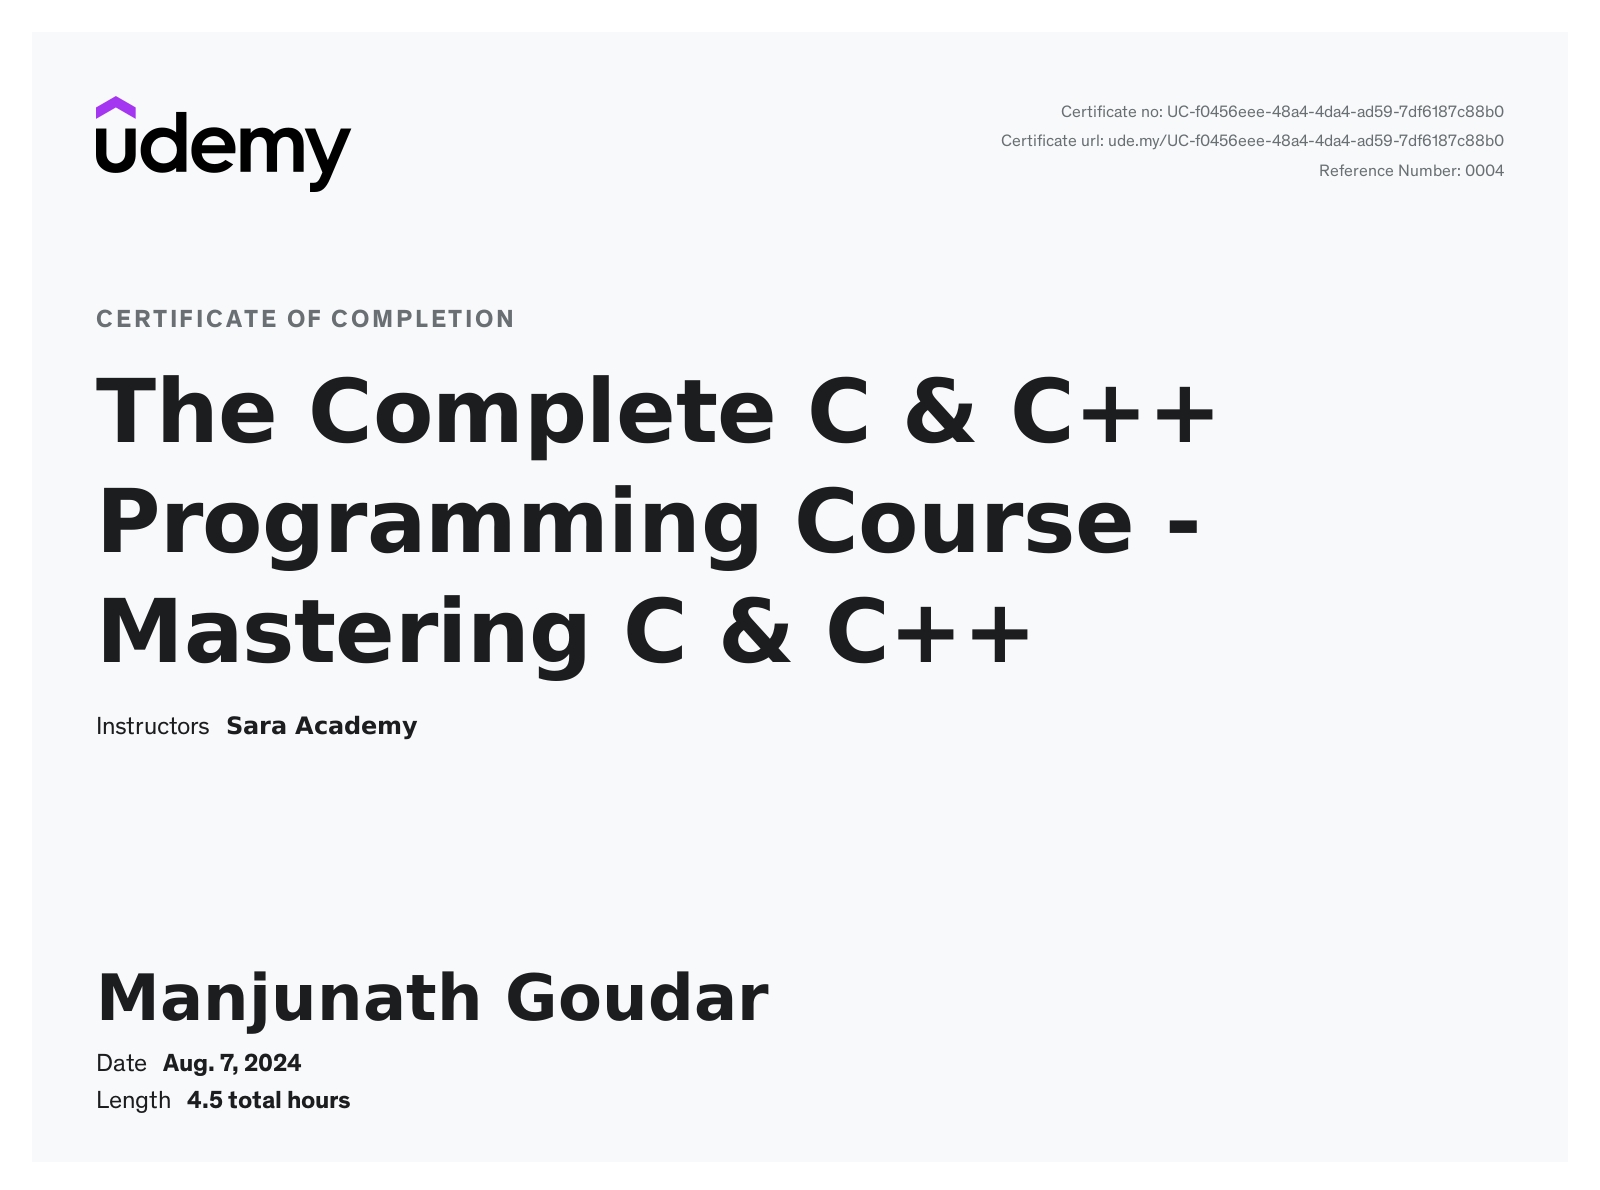 udemy
Certificate no: UC-f0456eee-48a4-4da4-ad59-7df6187c88b0
Certificate url: ude.my/UC-f0456eee-48a4-4da4-ad59-7df6187c88b0
Reference Number: 0004
CERTIFICATE OF COMPLETION
The Complete C & C++
Programming Course -
Mastering C & C++
Instructors Sara Academy
Manjunath Goudar
Date Aug. 7, 2024
Length 4.5 total hours